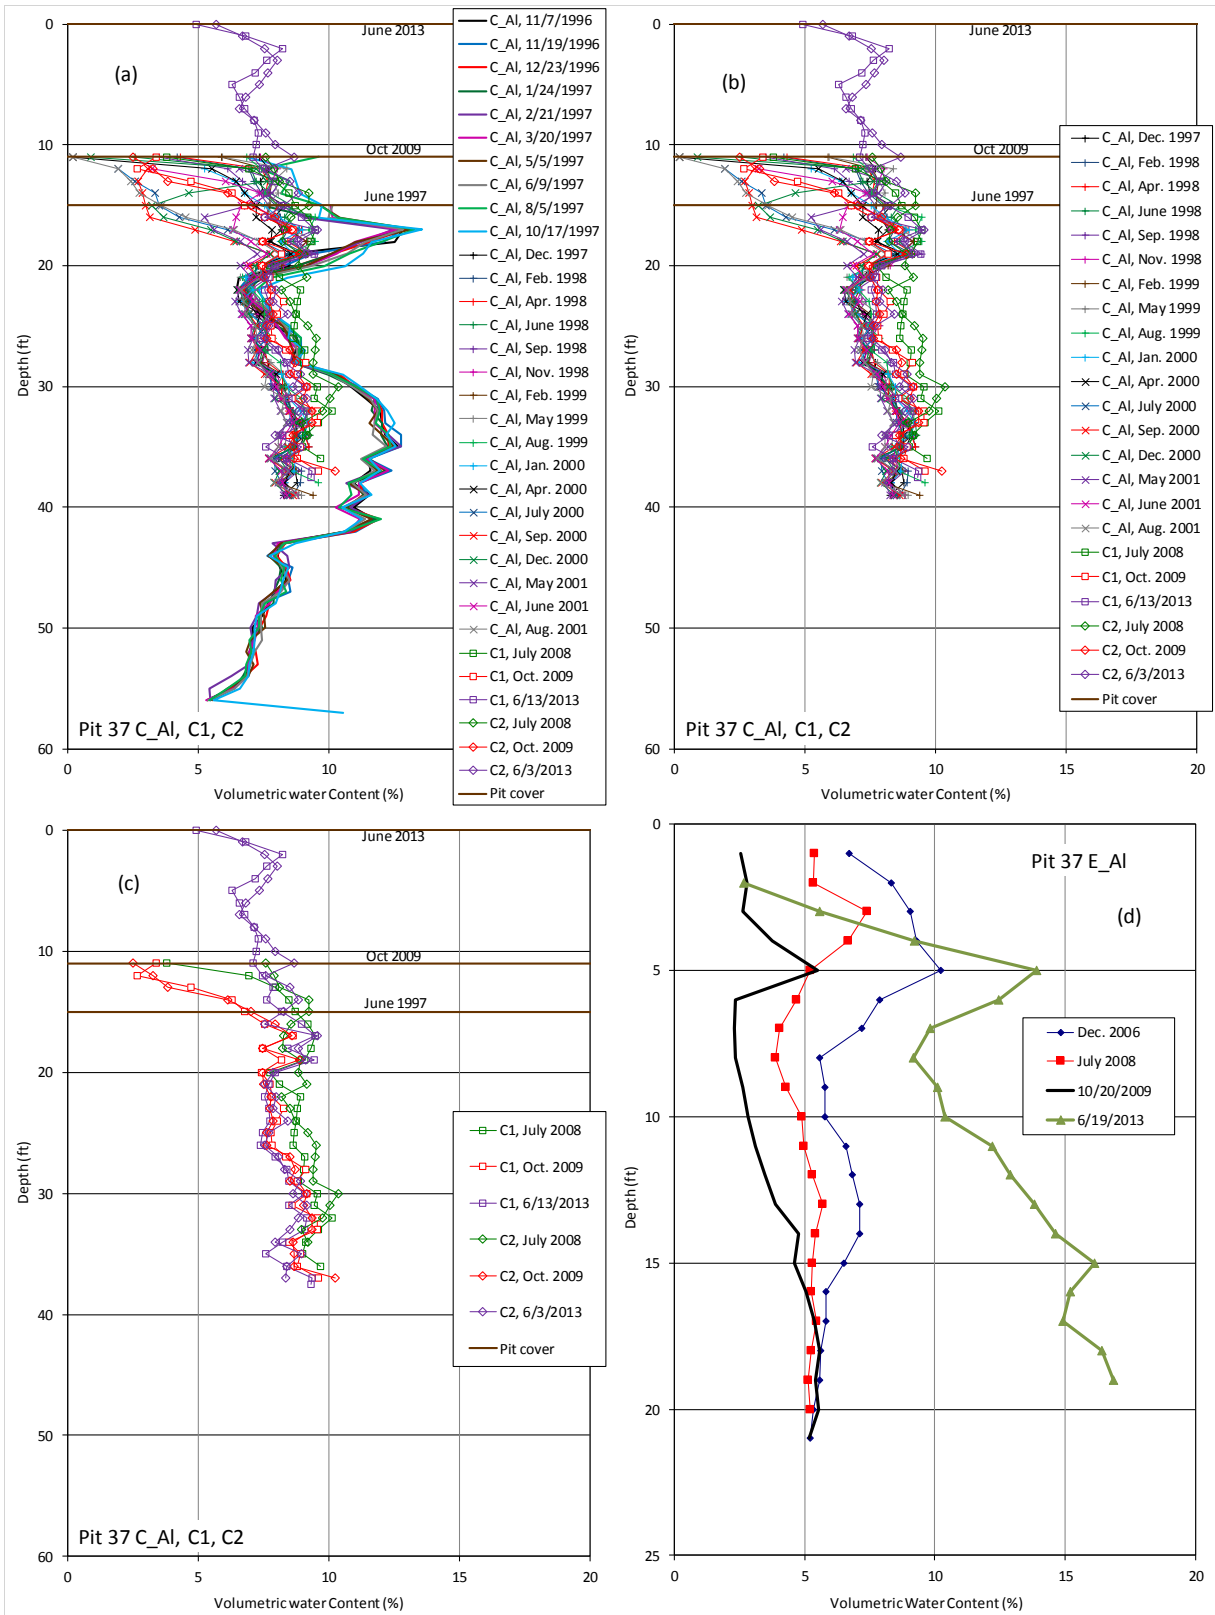 0
10
20
30
40
50
60
Depth (ft)
0
5
10
15
20
Volumetric water Content (%)
(a)
June 2013
Oct 2009
June 1997
Pit 37 C_Al, C1, C2
C_Al, 11/7/1996
C_Al, 11/19/1996
C_Al, 12/23/1996
C_Al, 1/24/1997
C_Al, 2/21/1997
C_Al, 3/20/1997
C_Al, 5/5/1997
C_Al, 6/9/1997
C_Al, 8/5/1997
C_Al, 10/17/1997
C_Al, Dec. 1997
C_Al, Feb. 1998
C_Al, Apr. 1998
C_Al, June 1998
C_Al, Sep. 1998
C_Al, Nov. 1998
C_Al, Feb. 1999
C_Al, May 1999
C_Al, Aug. 1999
C_Al, Jan. 2000
C_Al, Apr. 2000
C_Al, July 2000
C_Al, Sep. 2000
C_Al, Dec. 2000
C_Al, May 2001
C_Al, June 2001
C_Al, Aug. 2001
C1, July 2008
C1, Oct. 2009
C1, 6/13/2013
C2, July 2008
C2, Oct. 2009
C2, 6/3/2013
Pit cover
0
10
20
30
40
50
60
Depth (ft)
0
5
10
15
20
Volumetric water Content (%)
(b)
June 2013
Oct 2009
June 1997
Pit 37 C_Al, C1, C2
C_Al, Dec. 1997
C_Al, Feb. 1998
C_Al, Apr. 1998
C_Al, June 1998
C_Al, Sep. 1998
C_Al, Nov. 1998
C_Al, Feb. 1999
C_Al, May 1999
C_Al, Aug. 1999
C_Al, Jan. 2000
C_Al, Apr. 2000
C_Al, July 2000
C_Al, Sep. 2000
C_Al, Dec. 2000
C_Al, May 2001
C_Al, June 2001
C_Al, Aug. 2001
C1, July 2008
C1, Oct. 2009
C1, 6/13/2013
C2, July 2008
C2, Oct. 2009
C2, 6/3/2013
Pit cover
0
10
20
30
40
50
60
Depth (ft)
0
5
10
15
20
Volumetric water Content (%)
(c)
June 2013
Oct 2009
June 1997
Pit 37 C_Al, C1, C2
C1, July 2008
C1, Oct. 2009
C1, 6/13/2013
C2, July 2008
C2, Oct. 2009
C2, 6/3/2013
Pit cover
0
5
10
15
20
25
Depth (ft)
0
5
10
15
20
Volumetric water Content (%)
Pit 37 E_Al
(d)
Dec. 2006
July 2008
10/20/2009
6/19/2013